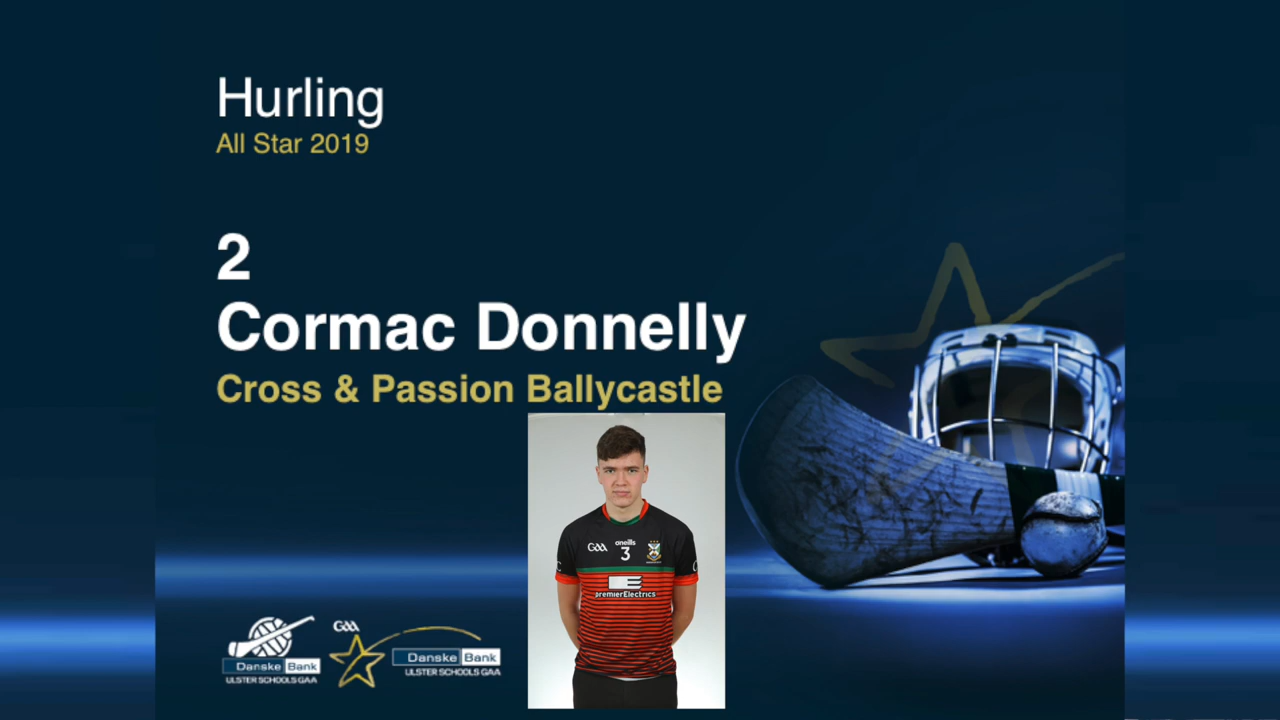 Hurling
All Star 2019
2
Cormac Donnelly
Cross & Passion Ballycastle
GAA
oneills
3
premierElectrics
GAA
Danske Bank
ULSTER SCHOOLS GAA
Danske Bank
ULSTER SCHOOLS GAA